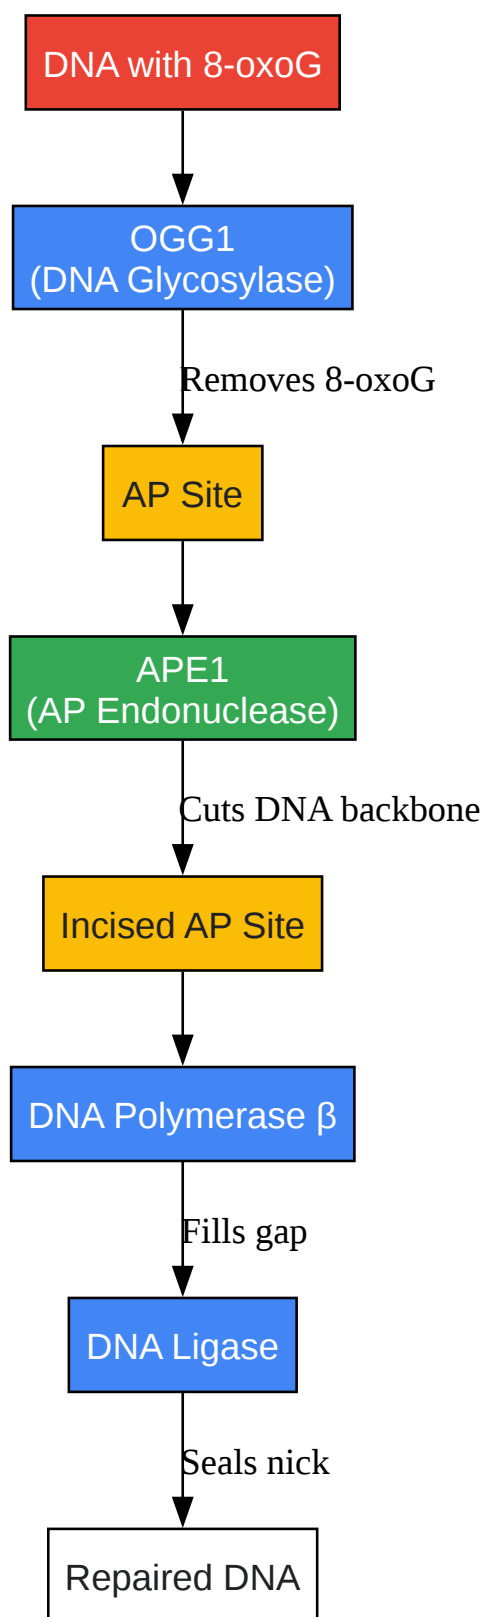 DNA with 8-oxoG
OGG1
(DNA Glycosylase)
Removes 8-oxoG
AP Site
APE1
(AP Endonuclease)
Cuts DNA backbone
Incised AP Site
DNA Polymerase β
Fills gap
DNA Ligase
Seals nick
Repaired DNA